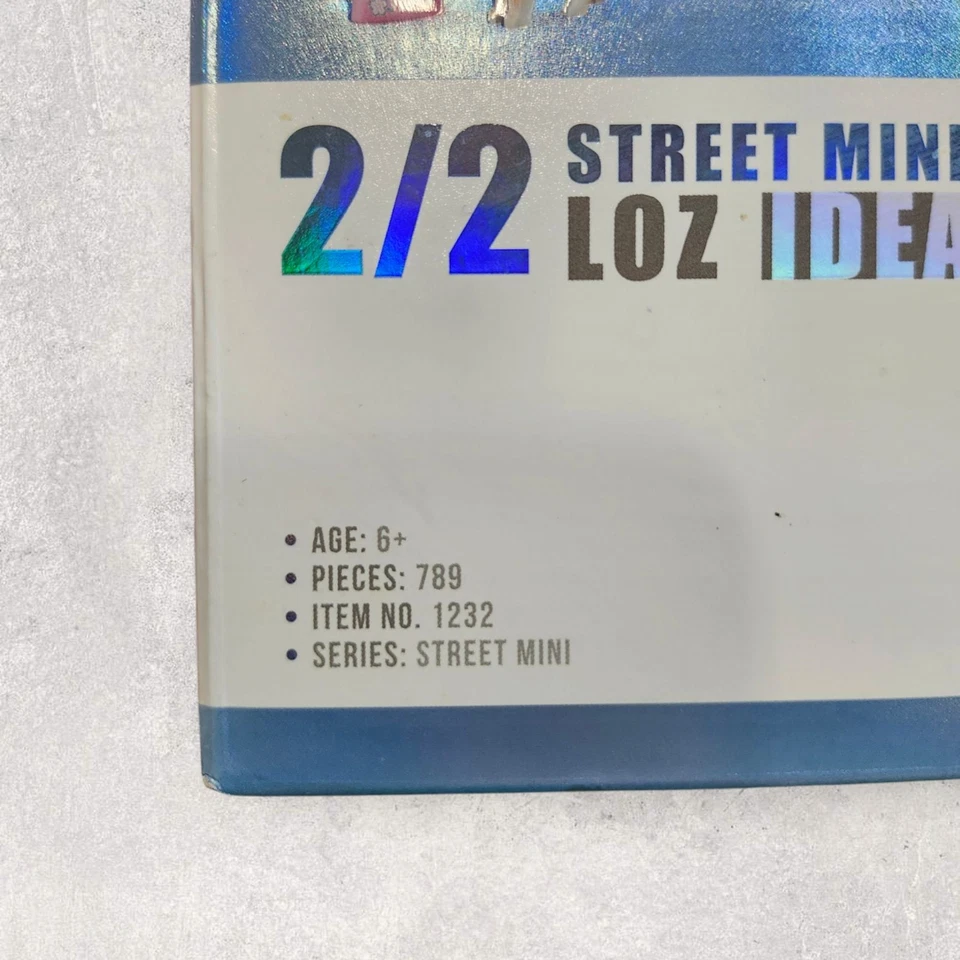 2/2
STREET MINI
LOZ IDEA
• AGE: 6+
• PIECES: 789
• ITEM NO. 1232
• SERIES: STREET MINI